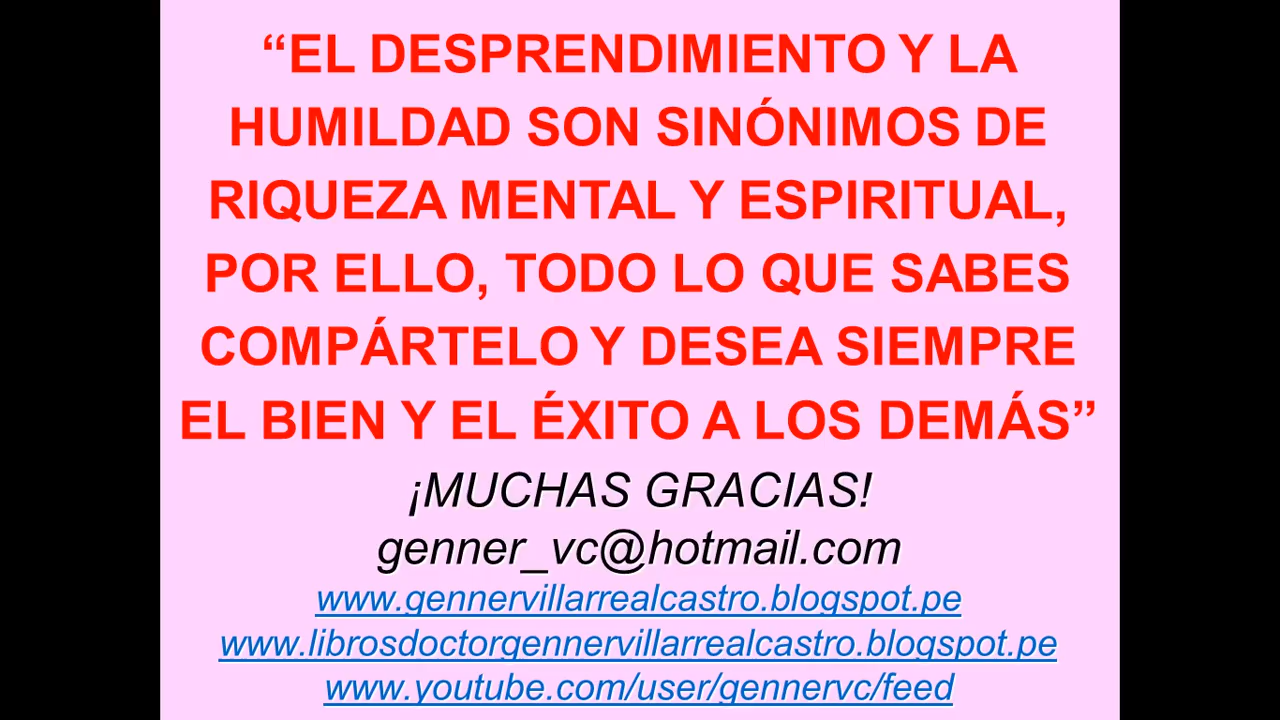 “EL DESPRENDIMIENTO Y LA
HUMILDAD SON SINÓNIMOS DE
RIQUEZA MENTAL Y ESPIRITUAL,
POR ELLO, TODO LO QUE SABES
COMPÁRTELO Y DESEA SIEMPRE
EL BIEN Y EL ÉXITO A LOS DEMÁS”
¡MUCHAS GRACIAS!
genner_vc@hotmail.com
www.gennervillarrealcastro.blogspot.pe
www.librosdoctorgennervillarrealcastro.blogspot.pe
www.youtube.com/user/gennervc/feed